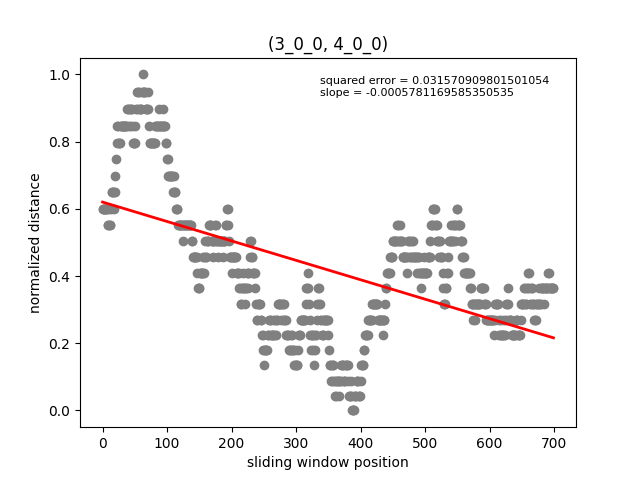 (3_0_0, 4_0_0)
squared error = 0.031570909801501054
slope = -0.0005781169585350535
1.0
0.8
0.6
0.4
0.2
0.0
normalized distance
0 100 200 300 400 500 600 700
sliding window position